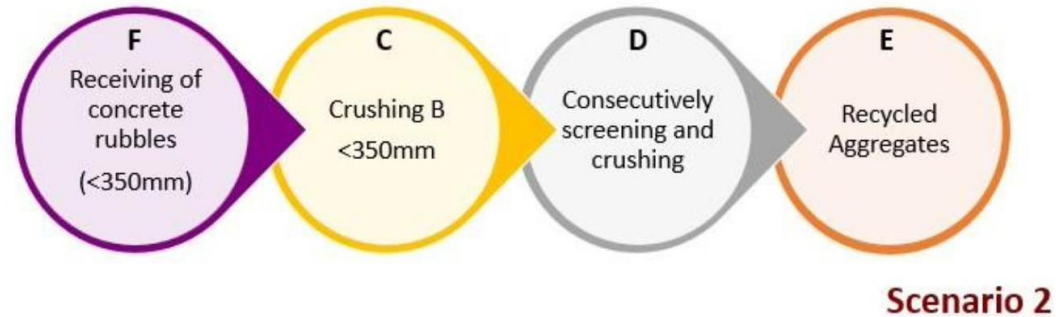 F
Receiving of
concrete
rubbles
(<350mm)
C
Crushing B
<350mm
D
Consecutively
screening and
crushing
E
Recycled
Aggregates
Scenario 2